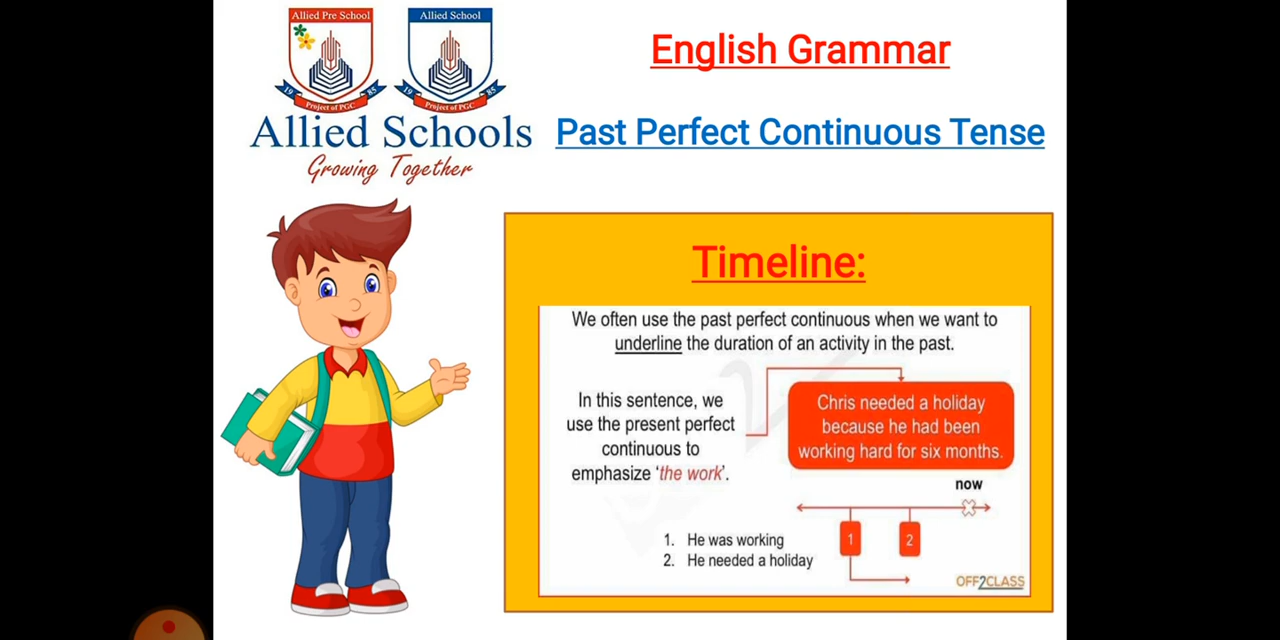 Allied Pre School
Allied School
English Grammar
19 85
Project of PGC
19 85
Project of PGC
Allied Schools
Growing Together
Past Perfect Continuous Tense
Timeline:
We often use the past perfect continuous when we want to
underline the duration of an activity in the past.
In this sentence, we
use the present perfect
continuous to
emphasize 'the work'.
Chris needed a holiday
because he had been
working hard for six months.
now
1 2
1. He was working
2. He needed a holiday
OFF2CLASS